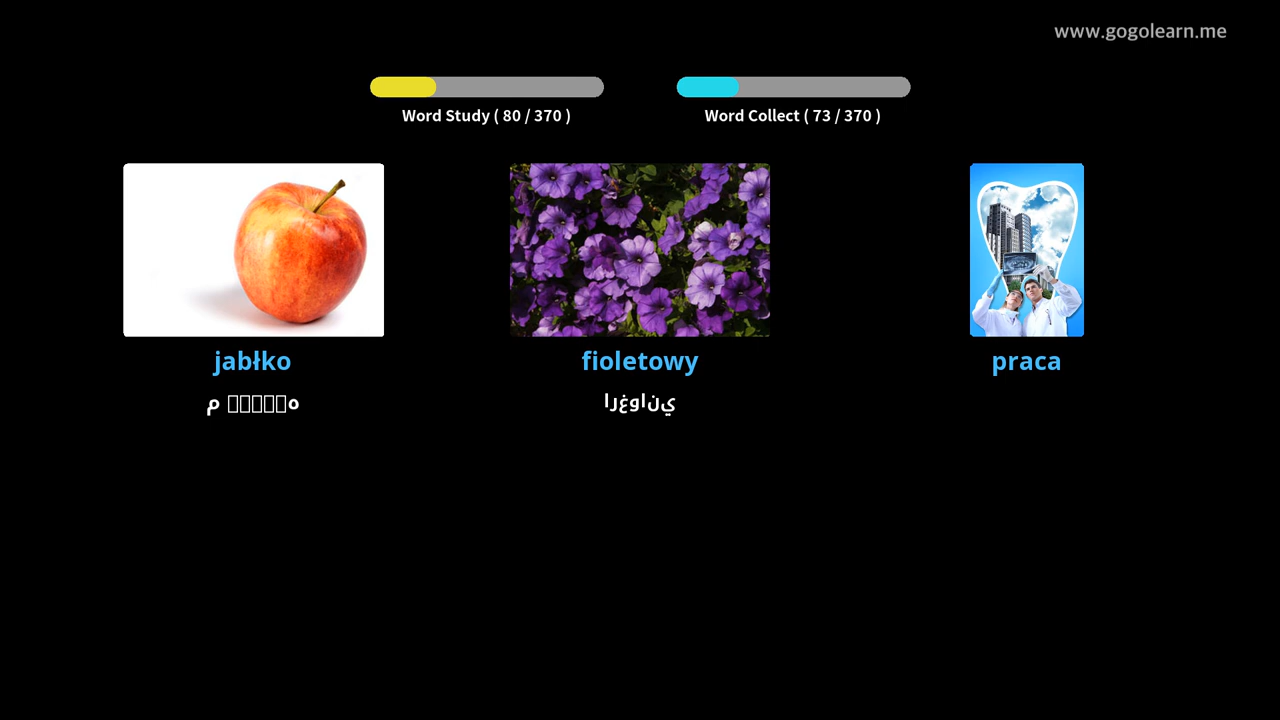 www.gogolearn.me
Word Study ( 80 / 370 )
Word Collect ( 73 / 370 )
jabłko
fioletowy
praca
ارغواني